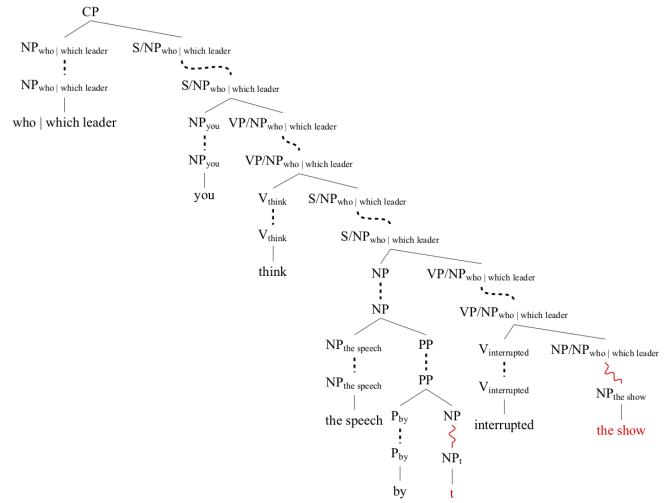 CP
NPwho | which leader S/NPwho | which leader
NPwho | which leader S/NPwho | which leader
who | which leader NPyou VP/NPwho | which leader
NPyou VP/NPwho | which leader
you Vthink S/NPwho | which leader
Vthink S/NPwho | which leader
think NP VP/NPwho | which leader
NP VP/NPwho | which leader
NPthe speech PP Vinterrupted NP/NPwho | which leader
NPthe speech PP Vinterrupted NPthe show
the speech Pby NP interrupted the show
Pby NPt
by t